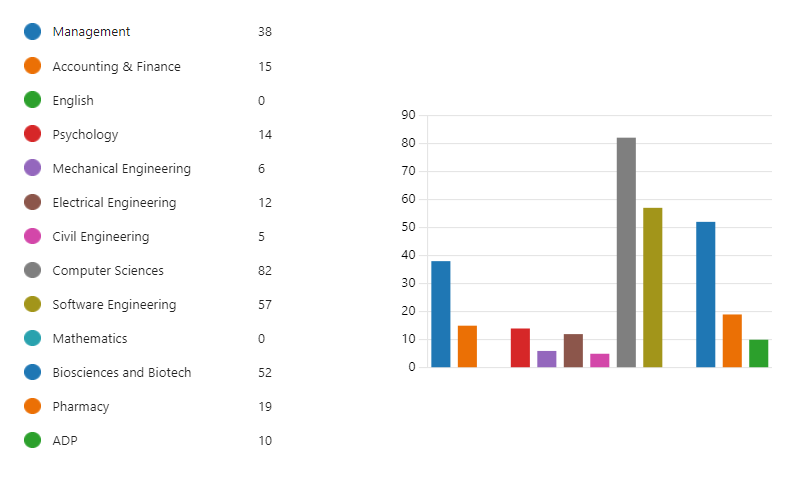 Management 38
Accounting & Finance 15
English 0
Psychology 14
Mechanical Engineering 6
Electrical Engineering 12
Civil Engineering 5
Computer Sciences 82
Software Engineering 57
Mathematics 0
Biosciences and Biotech 52
Pharmacy 19
ADP 10
90
80
70
60
50
40
30
20
10
0